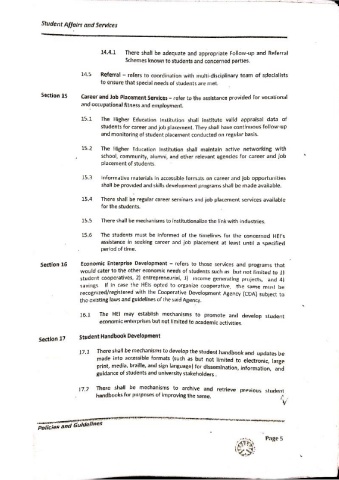 Student Affairs and Services
14.4.1 There shall be adequate and appropriate Follow-up and Referral
Schemes known to students and concerned parties.
14.5 Referral – refers to coordination with multi-disciplinary team of specialists
to ensure that special needs of students are met.
Section 15 Career and Job Placement Services – refer to the assistance provided for vocational
and occupational fitness and employment.
15.1 The Higher Education Institution shall institute valid appraisal data of
students for career and job placement. They shall have continuous follow-up
and monitoring of student placement conducted on regular basis.
15.2 The Higher Education Institution shall maintain active networking with
school, community, alumni, and other relevant agencies for career and job
placement of students.
15.3 Informative materials in accessible formats on career and job opportunities
shall be provided and skills development programs shall be made available.
15.4 There shall be regular career seminars and job placement services available
for the students.
15.5 There shall be mechanisms to institutionalize the link with industries.
15.6 The students must be informed of the timelines for the concerned HEI's
assistance in seeking career and job placement at least until a specified
period of time.
Section 16 Economic Enterprise Development – refers to those services and programs that
would cater to the other economic needs of students such as but not limited to 1)
student cooperatives, 2) entrepreneurial, 3) income generating projects, and 4)
savings. If in case the HEIs opted to organize cooperative, the same must be
recognized/registered with the Cooperative Development Agency (CDA) subject to
the existing laws and guidelines of the said Agency.
16.1 The HEI may establish mechanisms to promote and develop student
economic enterprises but not limited to academic activities.
Section 17 Student Handbook Development
17.1 There shall be mechanisms to develop the student handbook and updates be
made into accessible formats (such as but not limited to electronic, large
print, media, braille, and sign language) for dissemination, information, and
guidance of students and university stakeholders.
17.2 There shall be mechanisms to archive and retrieve previous student
handbooks for purposes of improving the same.
Policies and Guidelines
Page 5